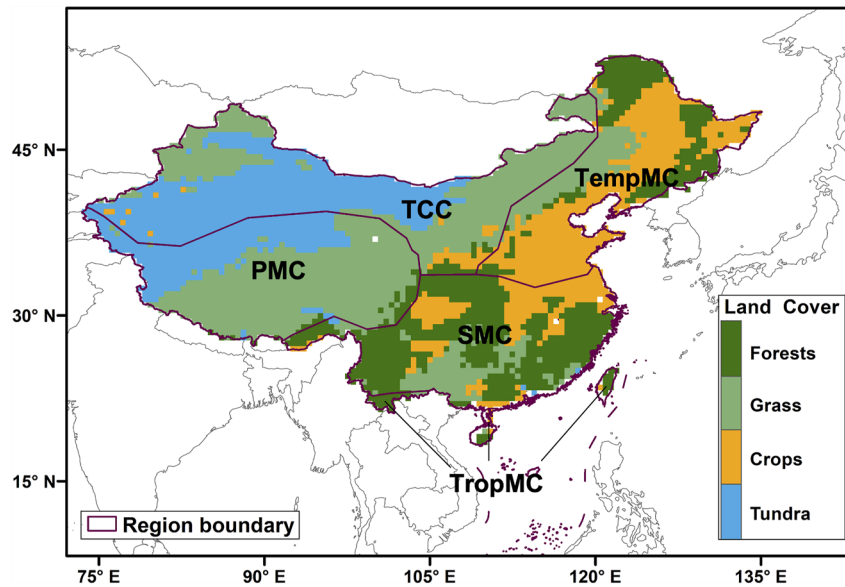 45° N
30° N
15° N
TempMC
TCC
PMC
SMC
TropMC
Land Cover
Forests
Grass
Crops
Tundra
Region boundary
75° E
90° E
105° E
120° E
135° E